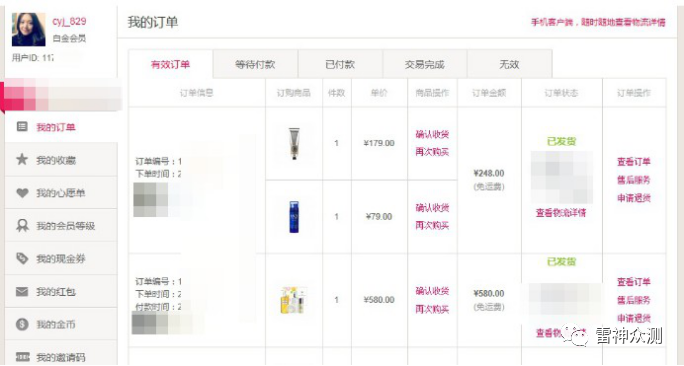 cyj_829
白金会员
用户ID: 117
我的订单
手机客户端，随时随地查看物流详情
有效订单
等待付款
已付款
交易完成
无效
订单信息
订购商品
件数
单价
商品操作
订单金额
订单状态
订单操作
我的订单
我的收藏
我的心愿单
我的会员等级
我的现金券
我的红包
我的金币
我的邀请码
订单编号：1
下单时间：2
1
¥179.00
确认收货
再次购买
1
¥79.00
确认收货
再次购买
¥248.00
(免运费)
已发货
查看物流详情
查看订单
售后服务
申请退货
订单编号：1
下单时间：2
付款时间：2
1
¥580.00
确认收货
再次购买
¥580.00
(免运费)
已发货
查看物
查看订单
售后服务
申请退货
雷神众测